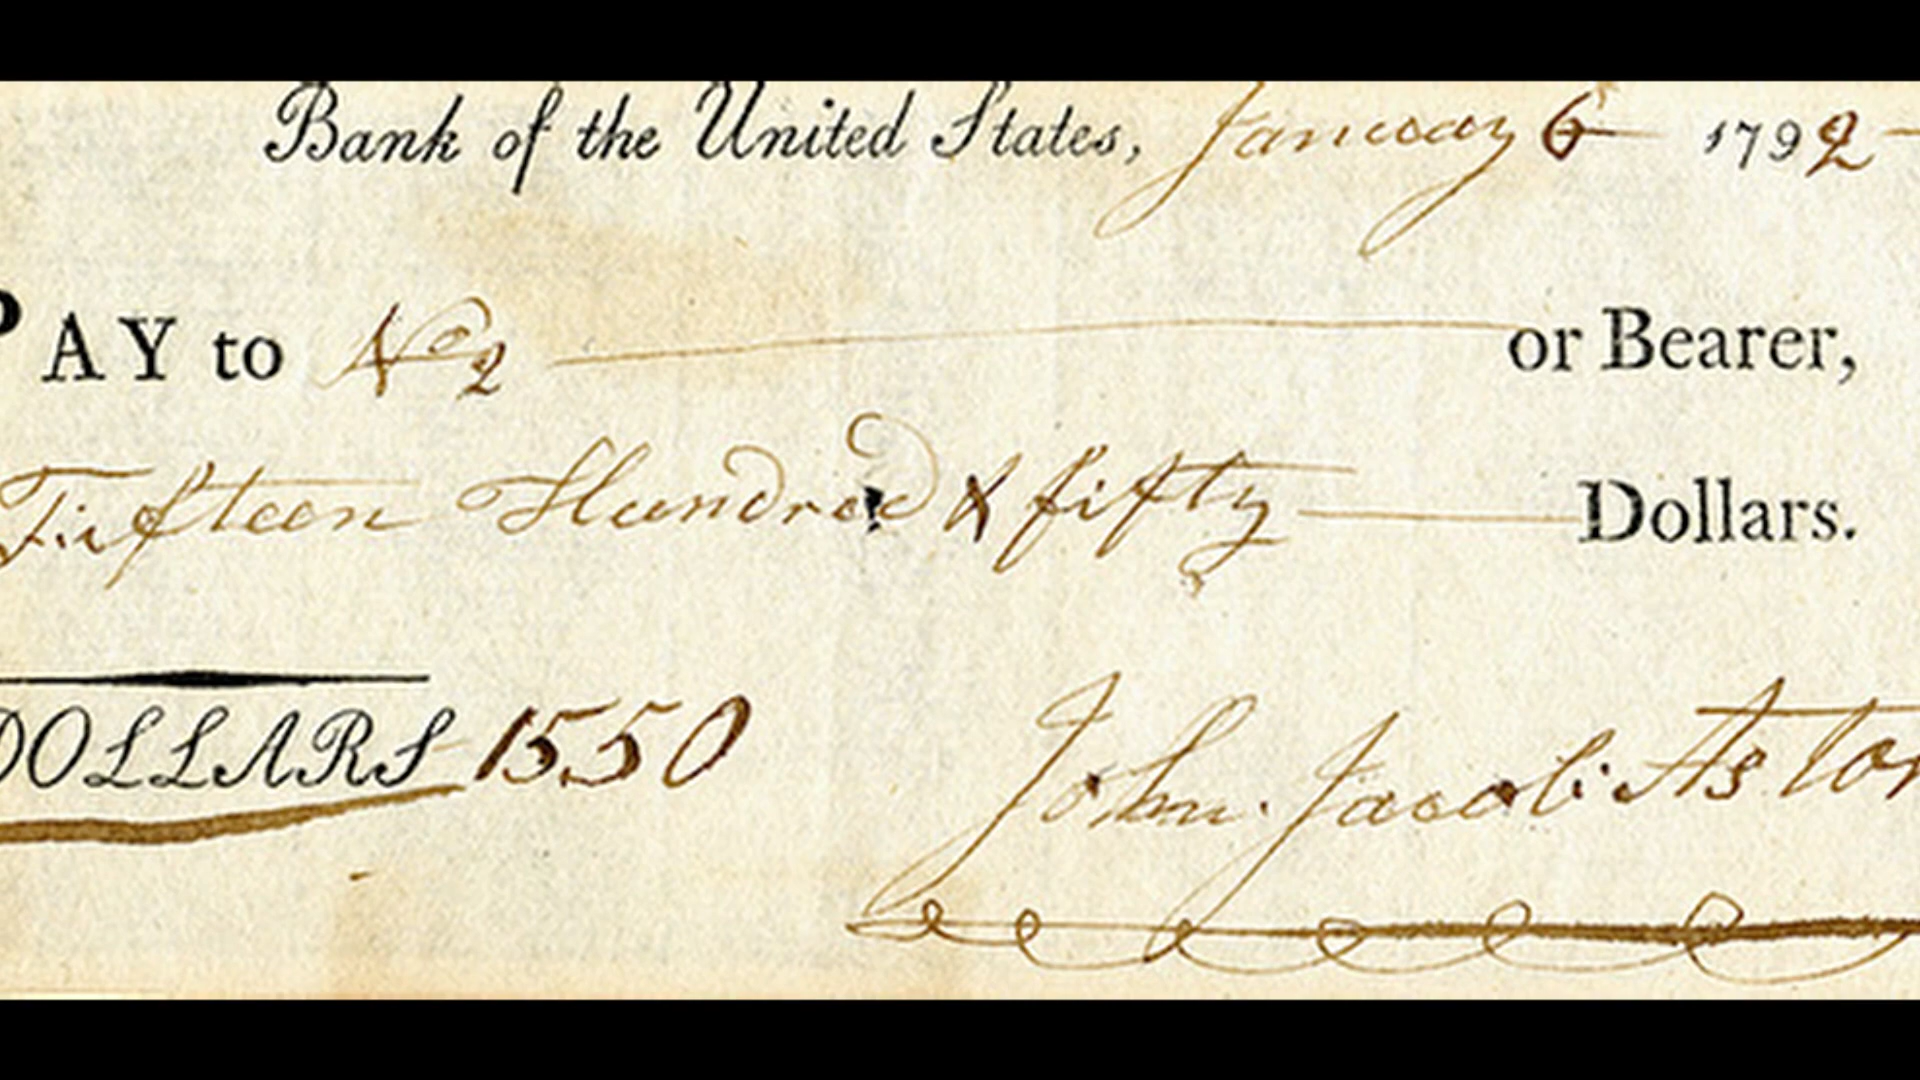 Bank of the United States, January 6 1792
PAY to No 2 or Bearer,
Fifteen Hundred & fifty Dollars.
DOLLARS 1550
John Jacob Astor